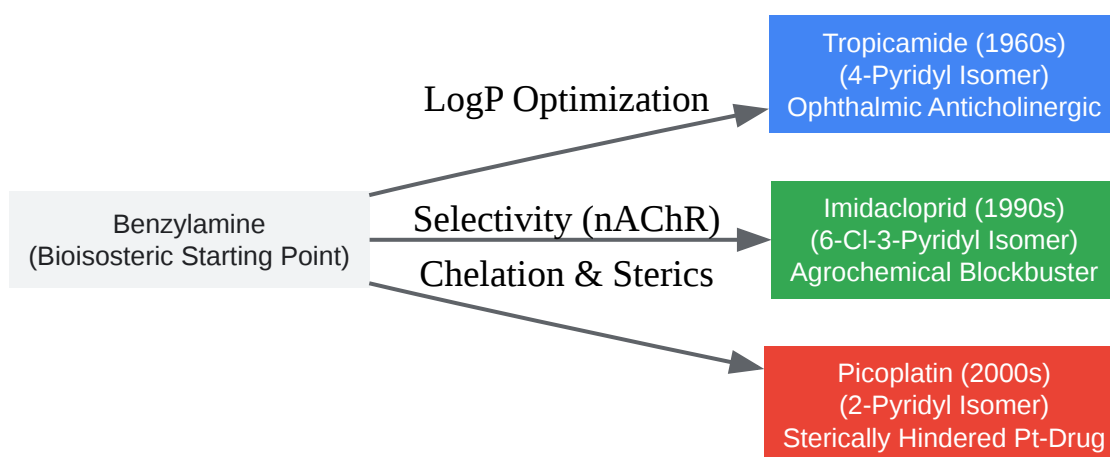 Benzylamine
(Bioisosteric Starting Point)
LogP Optimization
Selectivity (nAChR)
Chelation & Sterics
Tropicamide (1960s)
(4-Pyridyl Isomer)
Ophthalmic Anticholinergic
Imidacloprid (1990s)
(6-Cl-3-Pyridyl Isomer)
Agrochemical Blockbuster
Picoplatin (2000s)
(2-Pyridyl Isomer)
Sterically Hindered Pt-Drug